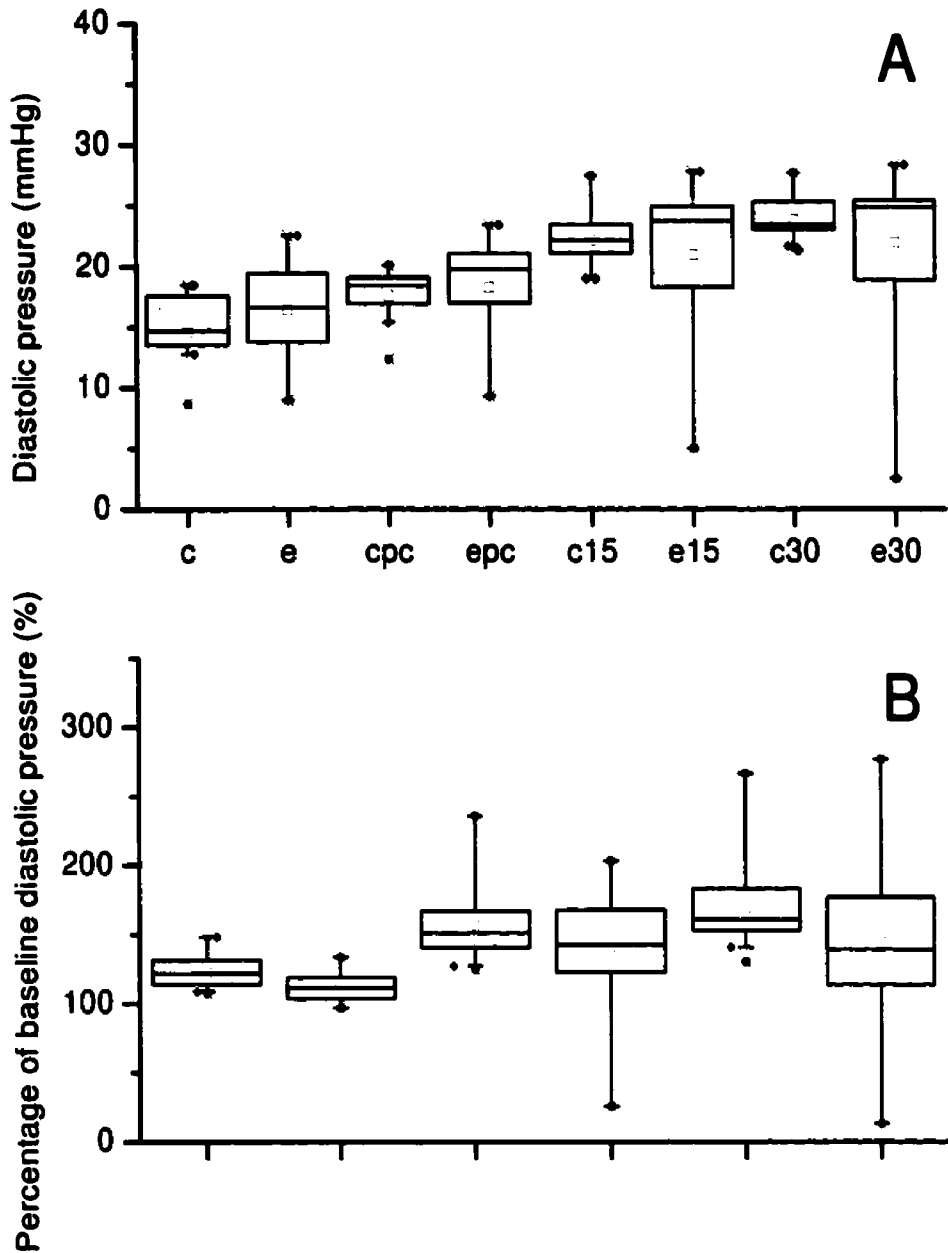 A
Diastolic pressure (mmHg)
40
30
20
10
0
c e cpc epc c15 e15 c30 e30
B
Percentage of baseline diastolic pressure (%)
300
200
100
0